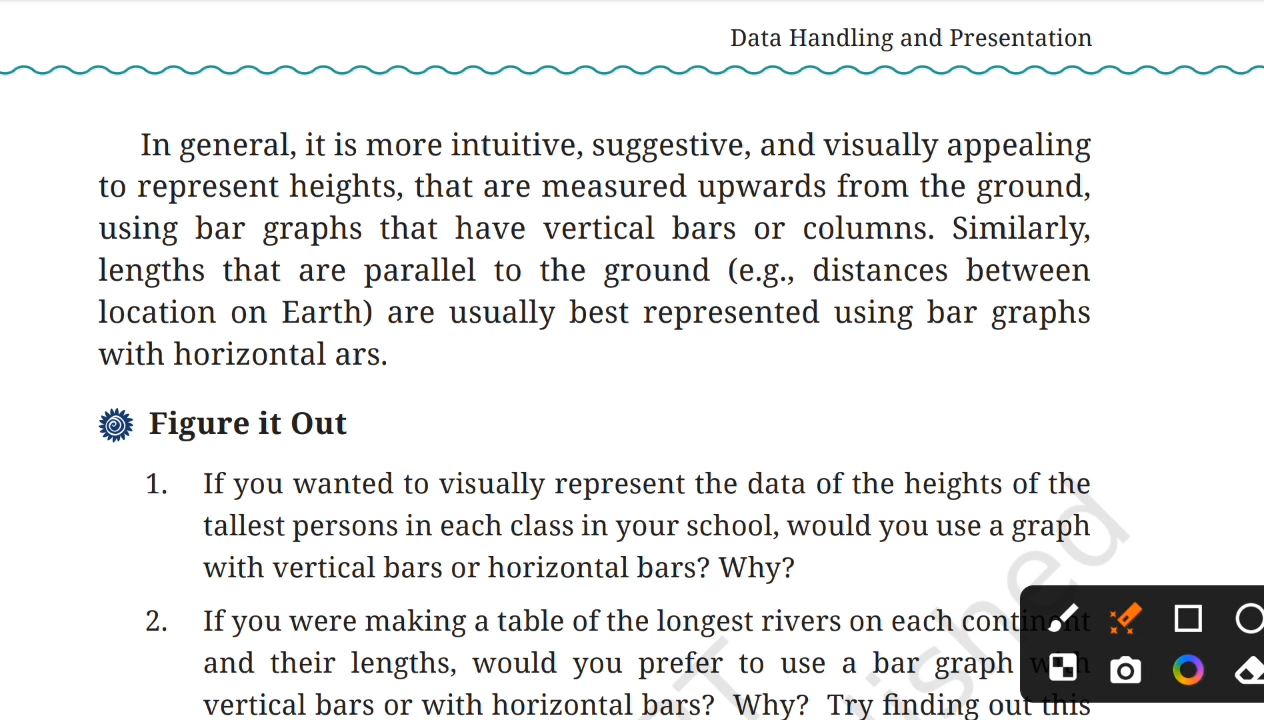 Data Handling and Presentation
In general, it is more intuitive, suggestive, and visually appealing
to represent heights, that are measured upwards from the ground,
using bar graphs that have vertical bars or columns. Similarly,
lengths that are parallel to the ground (e.g., distances between
location on Earth) are usually best represented using bar graphs
with horizontal ars.
Figure it Out
1. If you wanted to visually represent the data of the heights of the
tallest persons in each class in your school, would you use a graph
with vertical bars or horizontal bars? Why?
2. If you were making a table of the longest rivers on each continent
and their lengths, would you prefer to use a bar graph with
vertical bars or with horizontal bars? Why? Try finding out this